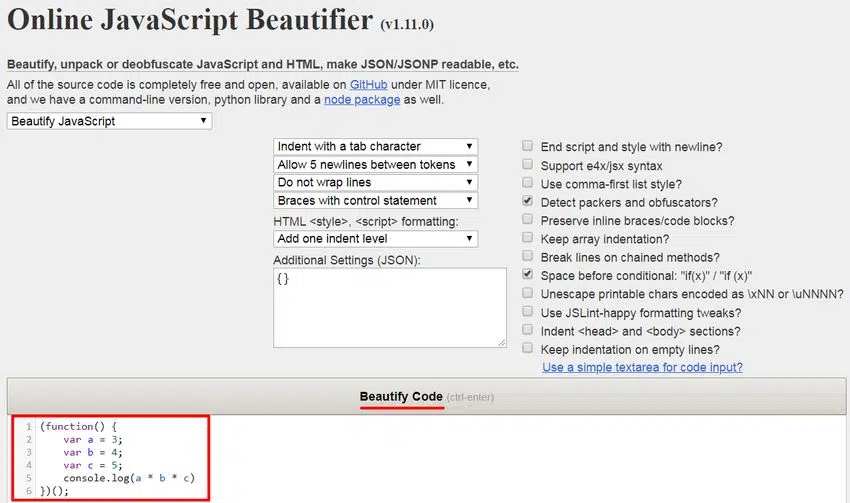 Online JavaScript Beautifier (v1.11.0)
Beautify, unpack or deobfuscate JavaScript and HTML, make JSON/JSONP readable, etc.
All of the source code is completely free and open, available on GitHub under MIT licence,
and we have a command-line version, python library and a node package as well.
Beautify JavaScript
Indent with a tab character
Allow 5 newlines between tokens
Do not wrap lines
Braces with control statement
HTML <style>, <script> formatting:
Add one indent level
Additional Settings (JSON):
{}
End script and style with newline?
Support e4x/jsx syntax
Use comma-first list style?
Detect packers and obfuscators?
Preserve inline braces/code blocks?
Keep array indentation?
Break lines on chained methods?
Space before conditional: "if(x)" / "if (x)"
Unescape printable chars encoded as \xNN or \uNNNN?
Use JSLint-happy formatting tweaks?
Indent <head> and <body> sections?
Keep indentation on empty lines?
Use a simple textarea for code input?
Beautify Code (ctrl-enter)
1 (function() {
2     var a = 3;
3     var b = 4;
4     var c = 5;
5     console.log(a * b * c)
6 })();